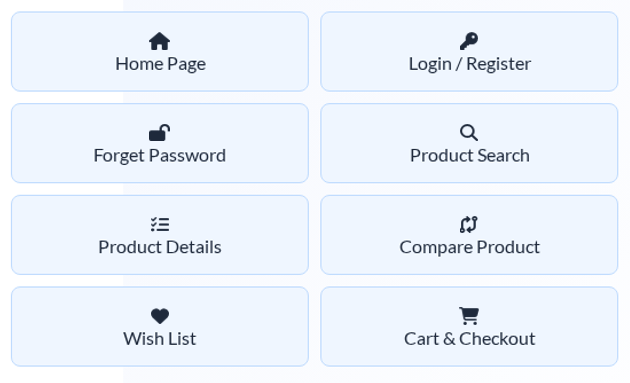 Home Page
Login / Register
Forget Password
Product Search
Product Details
Compare Product
Wish List
Cart & Checkout